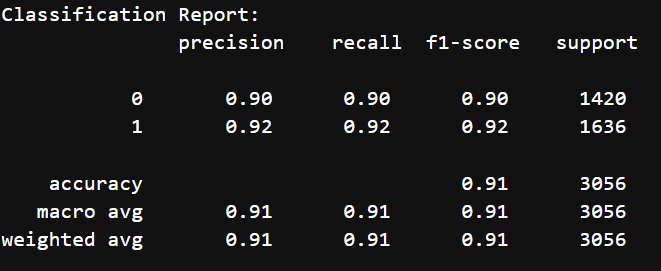 Classification Report:
precision recall f1-score support
0 0.90 0.90 0.90 1420
1 0.92 0.92 0.92 1636
accuracy 0.91 3056
macro avg 0.91 0.91 0.91 3056
weighted avg 0.91 0.91 0.91 3056